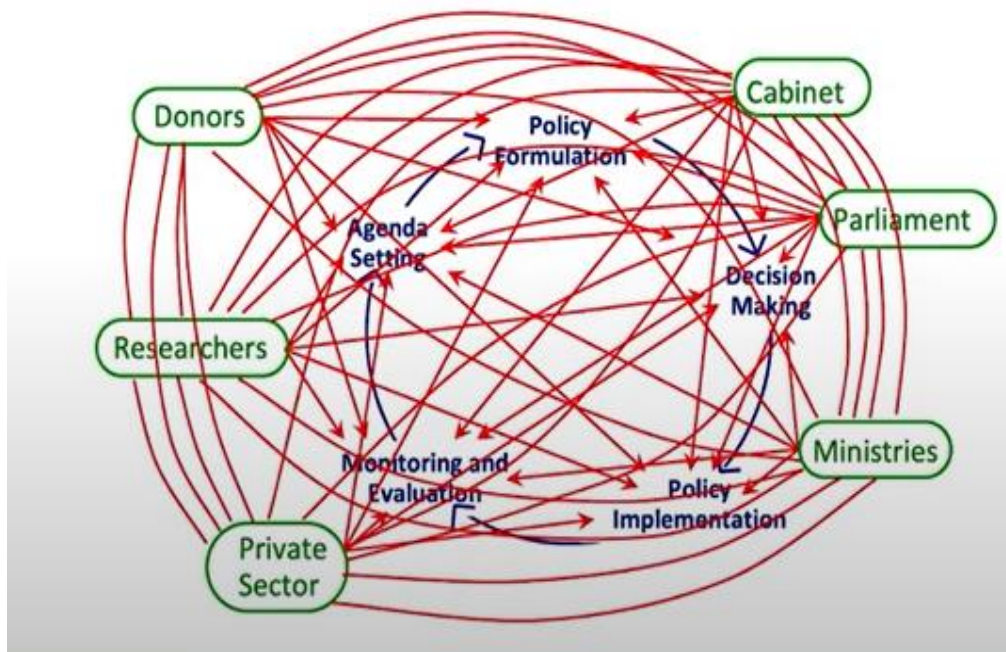 Donors
Cabinet
Policy
Formulation
Parliament
Agenda
Setting
Decision
Making
Researchers
Ministries
Monitoring and
Evaluation
Policy
Implementation
Private
Sector